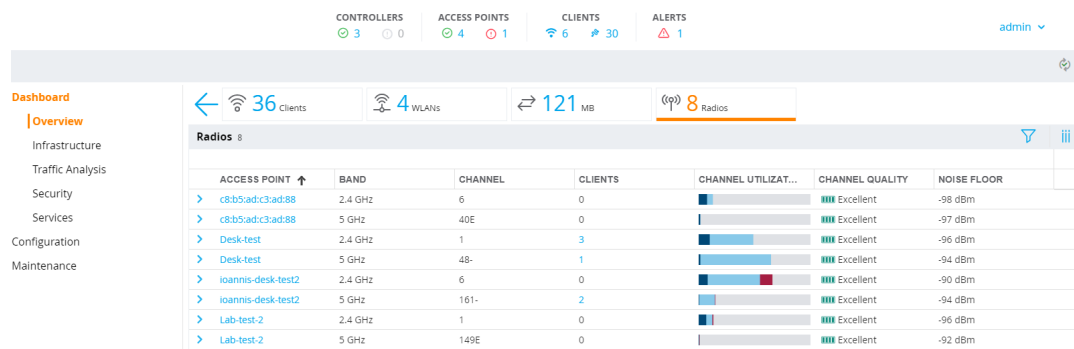 CONTROLLERS ACCESS POINTS CLIENTS ALERTS
3 0 4 1 6 30 1
admin
Dashboard
Overview
Infrastructure
Traffic Analysis
Security
Services
Configuration
Maintenance
36 Clients 4 WLANs 121 MB 8 Radios
Radios 8
ACCESS POINT BAND CHANNEL CLIENTS CHANNEL UTILIZAT... CHANNEL QUALITY NOISE FLOOR
c8:b5:ad:c3:ad:88 2.4 GHz 6 0 Excellent -98 dBm
c8:b5:ad:c3:ad:88 5 GHz 40E 0 Excellent -97 dBm
Desk-test 2.4 GHz 1 3 Excellent -96 dBm
Desk-test 5 GHz 48- 1 Excellent -94 dBm
ioannis-desk-test2 2.4 GHz 6 0 Excellent -90 dBm
ioannis-desk-test2 5 GHz 161- 2 Excellent -94 dBm
Lab-test-2 2.4 GHz 1 0 Excellent -96 dBm
Lab-test-2 5 GHz 149E 0 Excellent -92 dBm